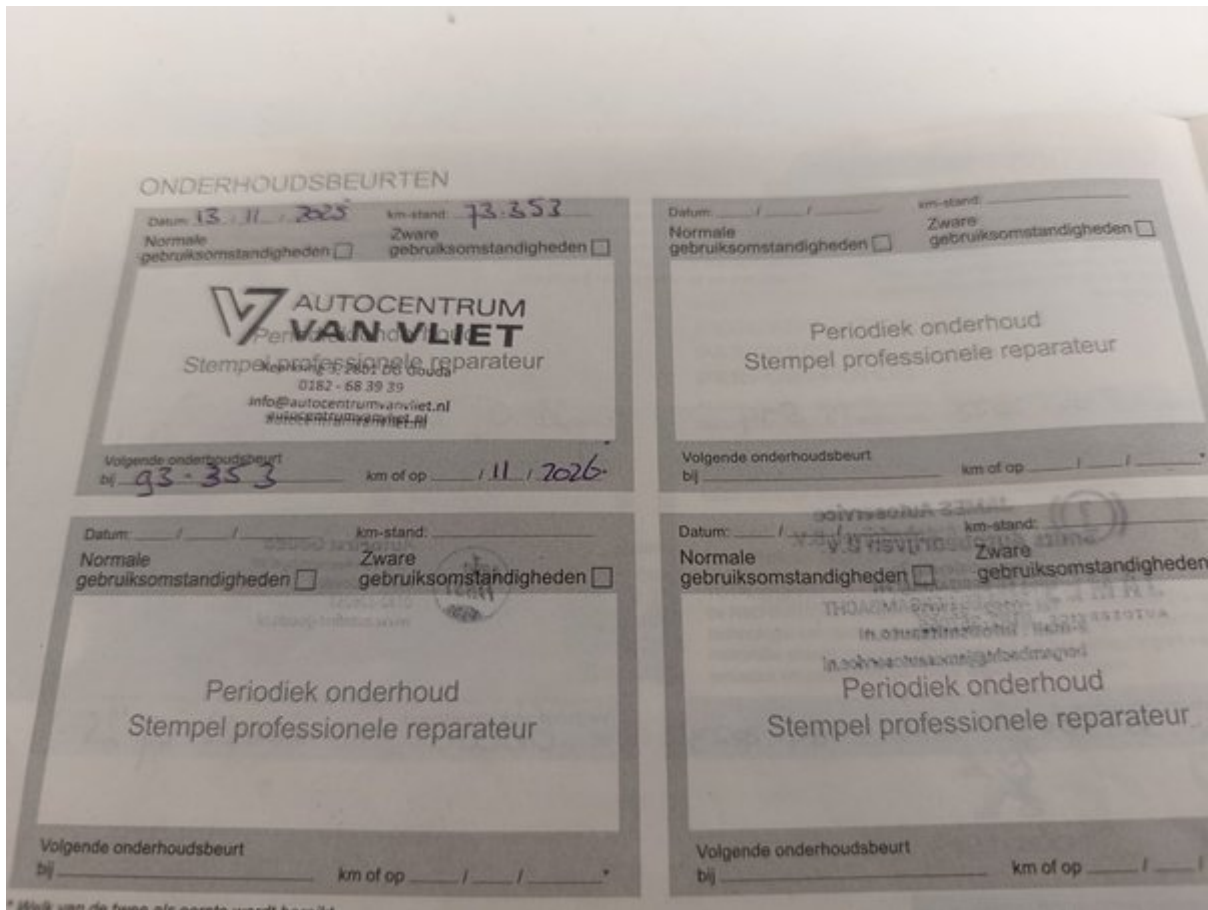 ONDERHOUDSBEURTEN
Datum: 13 / 11 / 2025 km-stand: 73.353
Normale gebruiksomstandigheden
Zware gebruiksomstandigheden
AUTOCENTRUM
VAN VLIET
Periodiek onderhoud
Stempel professionele reparateur
Gouda
0182 - 68 39 39
info@autocentrumvanvliet.nl
autocentrumvanvliet.nl
Volgende onderhoudsbeurt
bij 93.353 km of op / 11 / 2026.
Datum: / / km-stand:
Normale gebruiksomstandigheden
Zware gebruiksomstandigheden
Periodiek onderhoud
Stempel professionele reparateur
Volgende onderhoudsbeurt
bij km of op / / *
Datum: / / km-stand:
Normale gebruiksomstandigheden
Zware gebruiksomstandigheden
Periodiek onderhoud
Stempel professionele reparateur
Volgende onderhoudsbeurt
bij km of op / / *
Datum: / / km-stand:
Normale gebruiksomstandigheden
Zware gebruiksomstandigheden
Periodiek onderhoud
Stempel professionele reparateur
Volgende onderhoudsbeurt
bij km of op / /